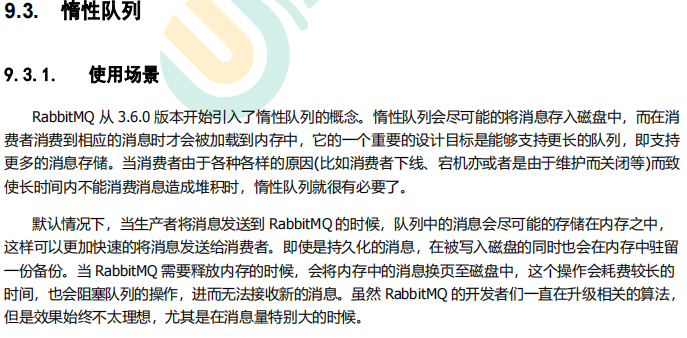 9.3. 惰性队列
9.3.1. 使用场景
RabbitMQ 从 3.6.0 版本开始引入了惰性队列的概念。惰性队列会尽可能的将消息存入磁盘中，而在消
费者消费到相应的消息时才会被加载到内存中，它的一个重要的设计目标是能够支持更长的队列，即支持
更多的消息存储。当消费者由于各种各样的原因(比如消费者下线、宕机亦或者是由于维护而关闭等)而致
使长时间内不能消费消息造成堆积时，惰性队列就很有必要了。
默认情况下，当生产者将消息发送到 RabbitMQ 的时候，队列中的消息会尽可能的存储在内存之中，
这样可以更加快速的将消息发送给消费者。即使是持久化的消息，在被写入磁盘的同时也会在内存中驻留
一份备份。当 RabbitMQ 需要释放内存的时候，会将内存中的消息换页至磁盘中，这个操作会耗费较长的
时间，也会阻塞队列的操作，进而无法接收新的消息。虽然 RabbitMQ 的开发者们一直在升级相关的算法，
但是效果始终不太理想，尤其是在消息量特别大的时候。